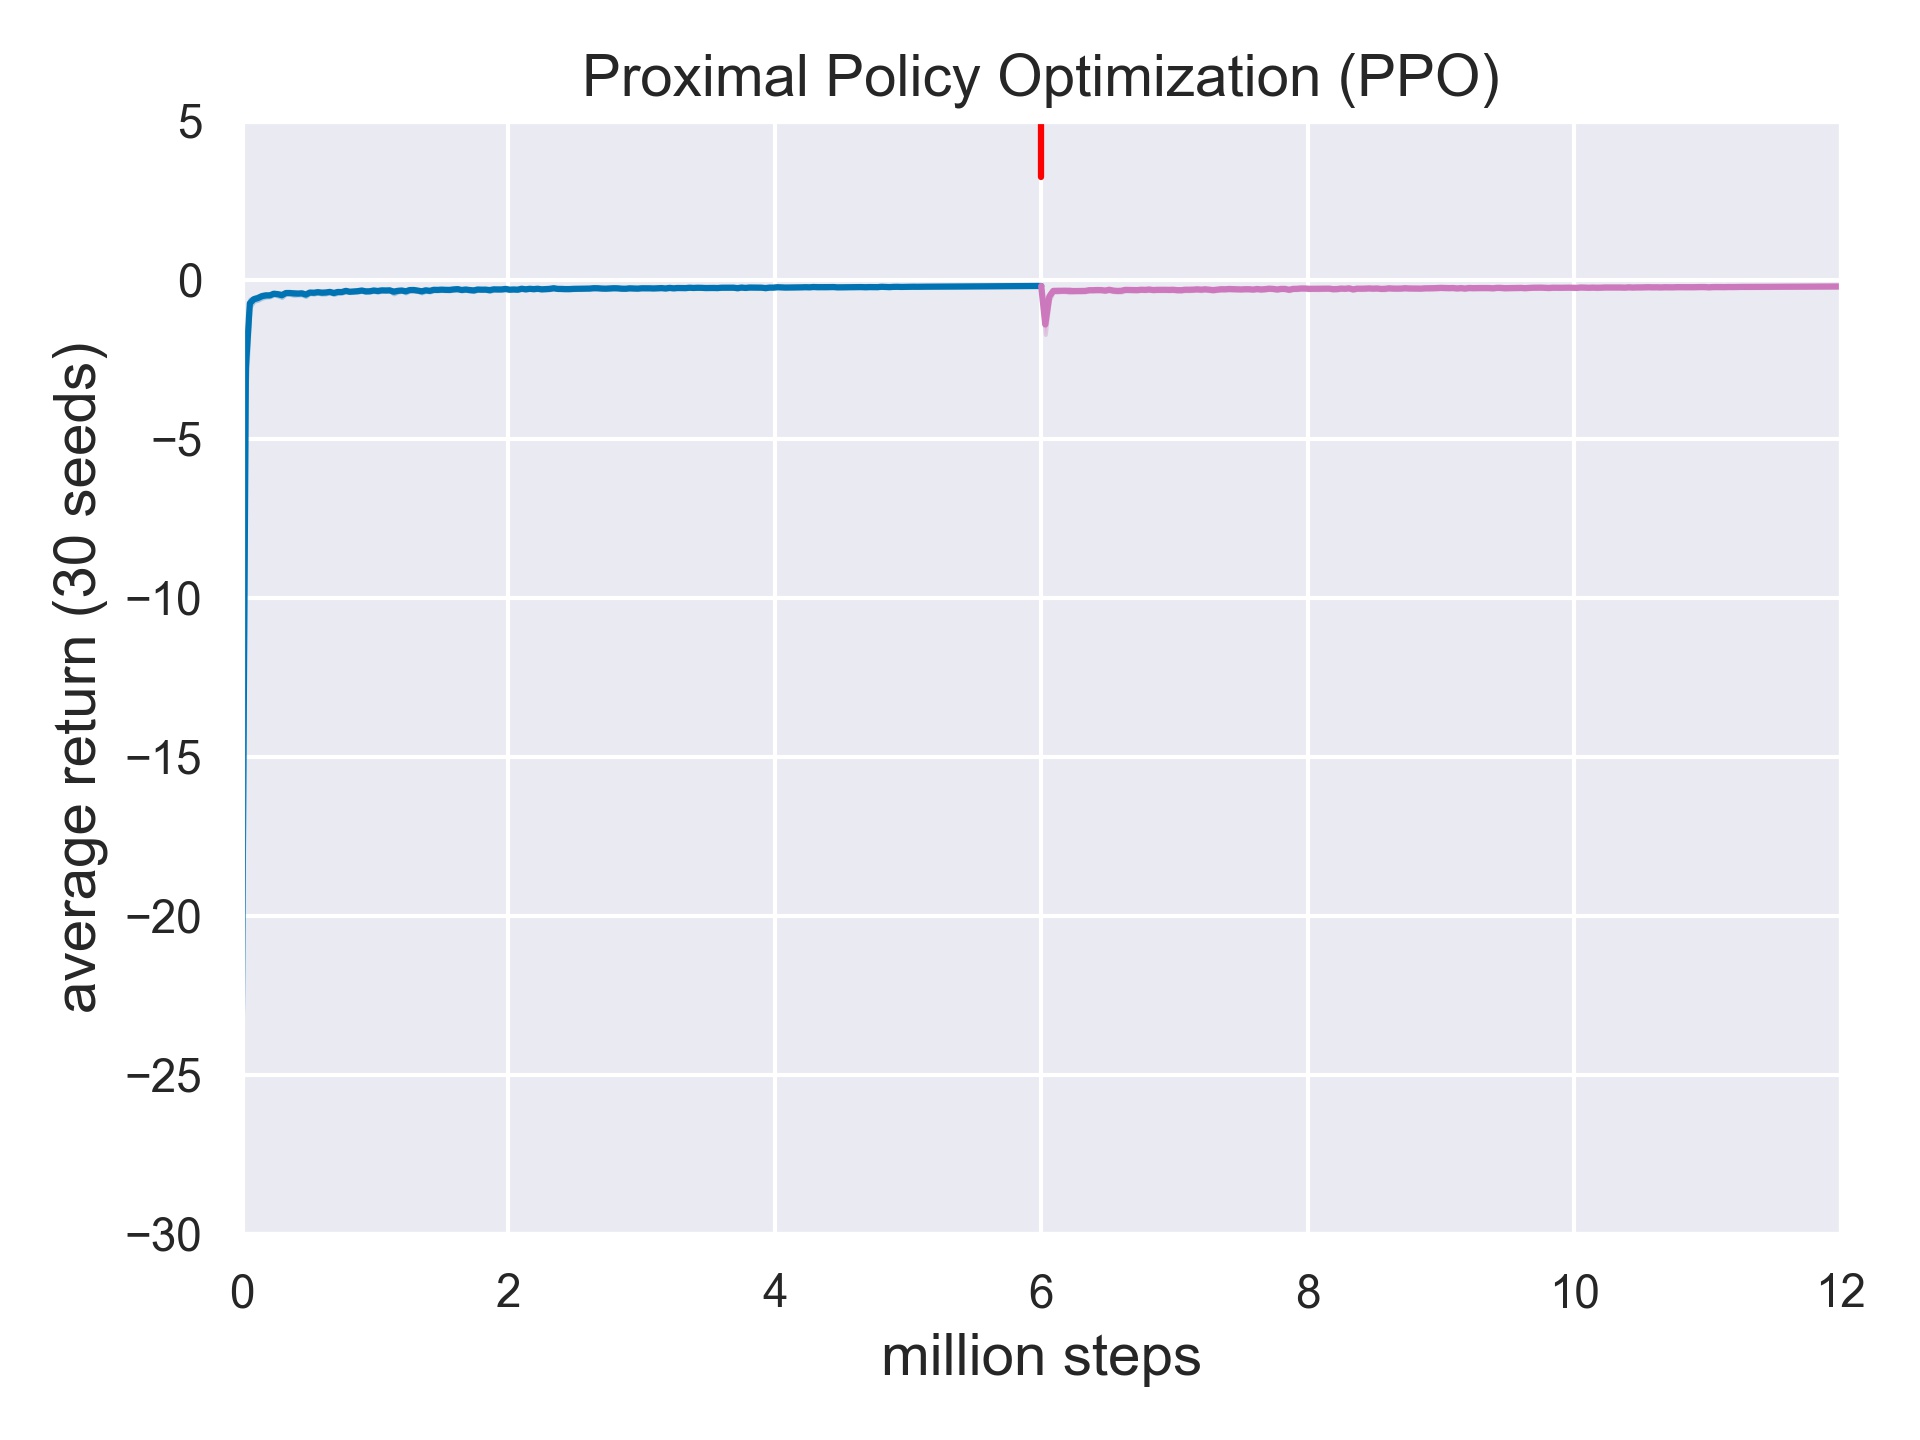 Proximal Policy Optimization (PPO)
5
0
−5
−10
−15
−20
−25
−30
average return (30 seeds)
0 2 4 6 8 10 12
million steps